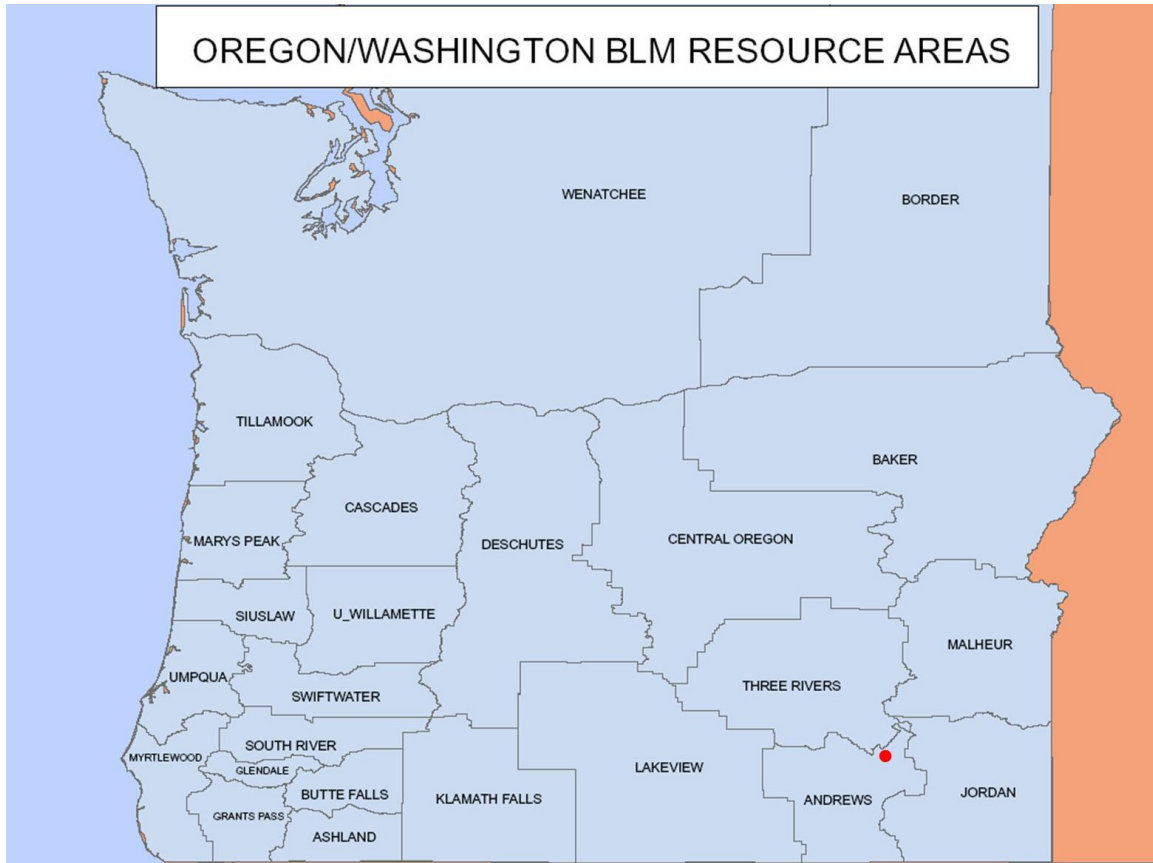 OREGON/WASHINGTON BLM RESOURCE AREAS
WENATCHEE
BORDER
TILLAMOOK
BAKER
CASCADES
MARYS PEAK
DESCHUTES
CENTRAL OREGON
SIUSLAW
U_WILLAMETTE
MALHEUR
UMPQUA
SWIFTWATER
THREE RIVERS
SOUTH RIVER
MYRTLEWOOD
GLENDALE
LAKEVIEW
BUTTE FALLS
KLAMATH FALLS
ANDREWS
JORDAN
GRANTS PASS
ASHLAND